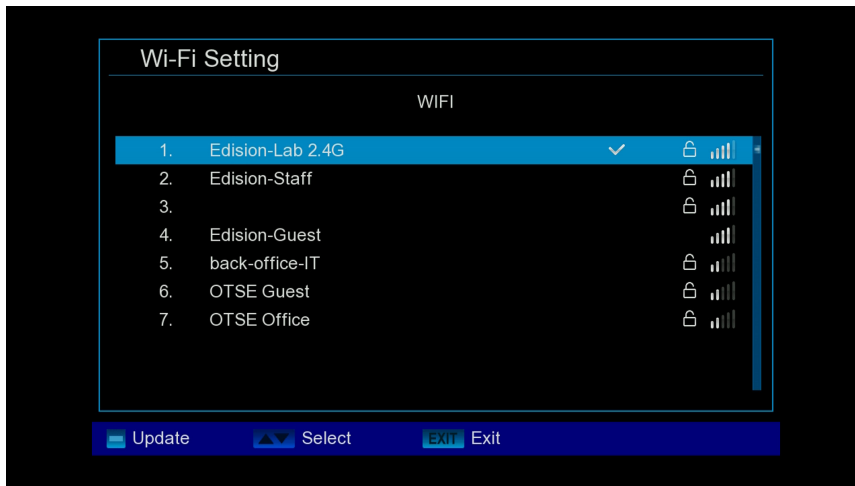 Wi-Fi Setting
WIFI
1. Edision-Lab 2.4G
2. Edision-Staff
3.
4. Edision-Guest
5. back-office-IT
6. OTSE Guest
7. OTSE Office
Update Select EXIT Exit